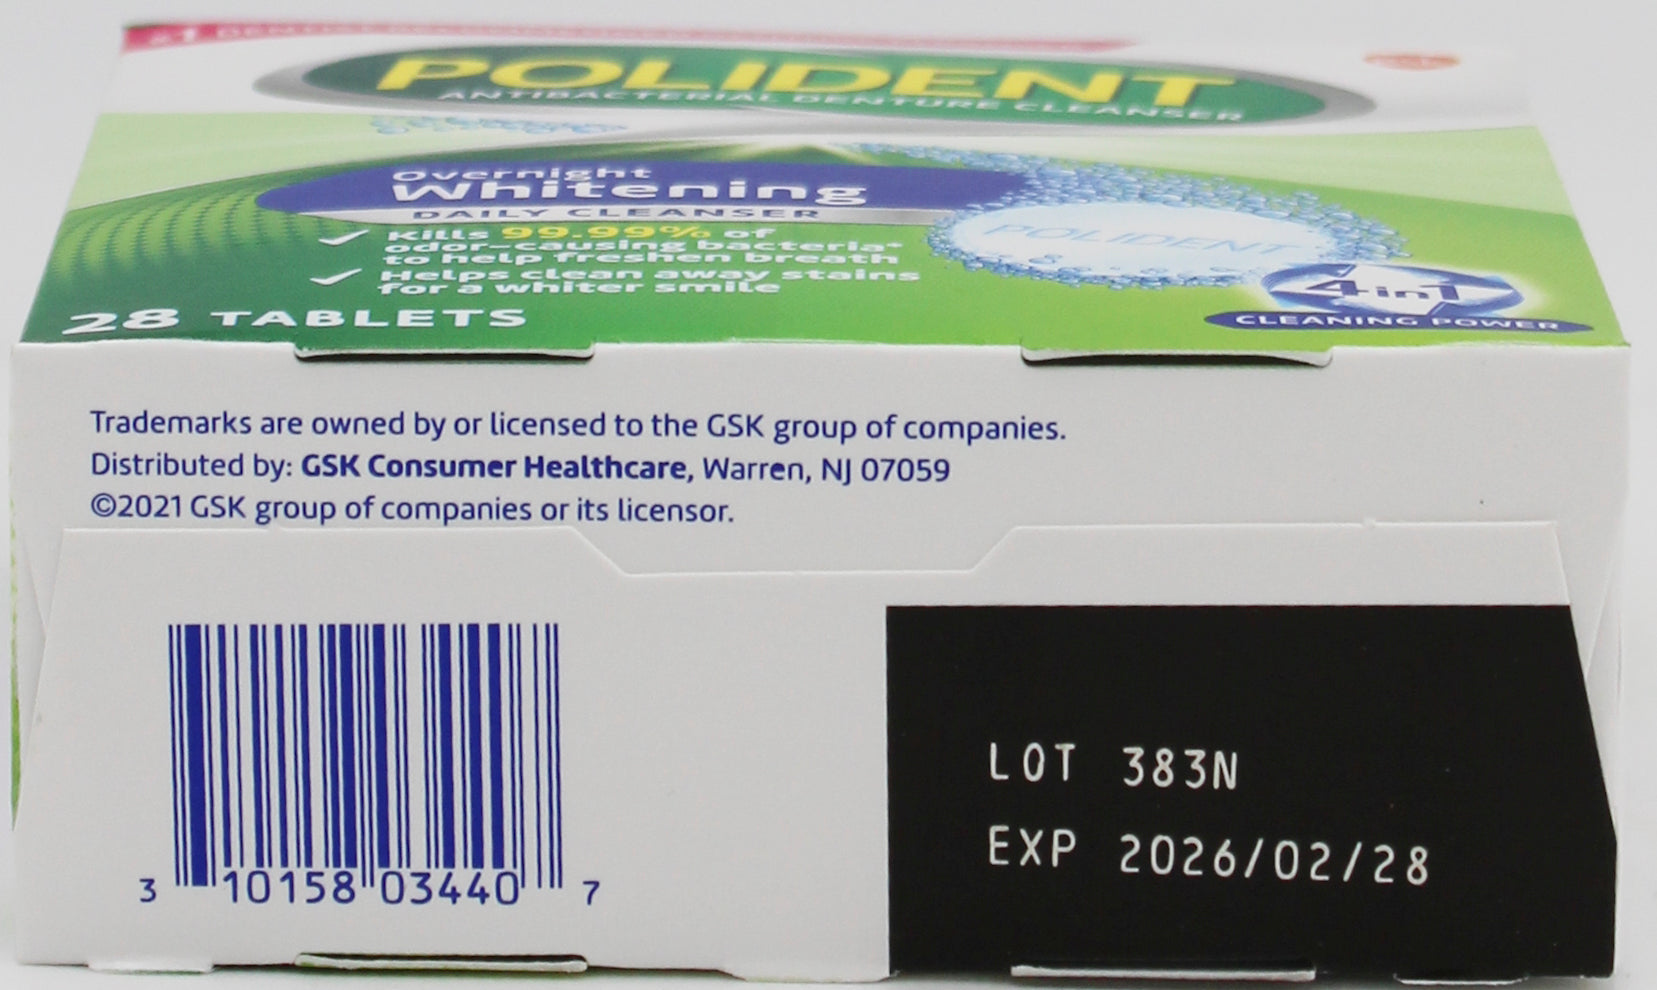 POLIDENT
ANTIBACTERIAL DENTURE CLEANSER
Overnight
Whitening
DAILY CLEANSER
Kills 99.99% of
odor-causing bacteria*
to help freshen breath
Helps clean away stains
for a whiter smile
POLIDENT
4in1
CLEANING POWER
28 TABLETS
Trademarks are owned by or licensed to the GSK group of companies.
Distributed by: GSK Consumer Healthcare, Warren, NJ 07059
©2021 GSK group of companies or its licensor.
3 10158 03440 7
LOT 383N
EXP 2026/02/28